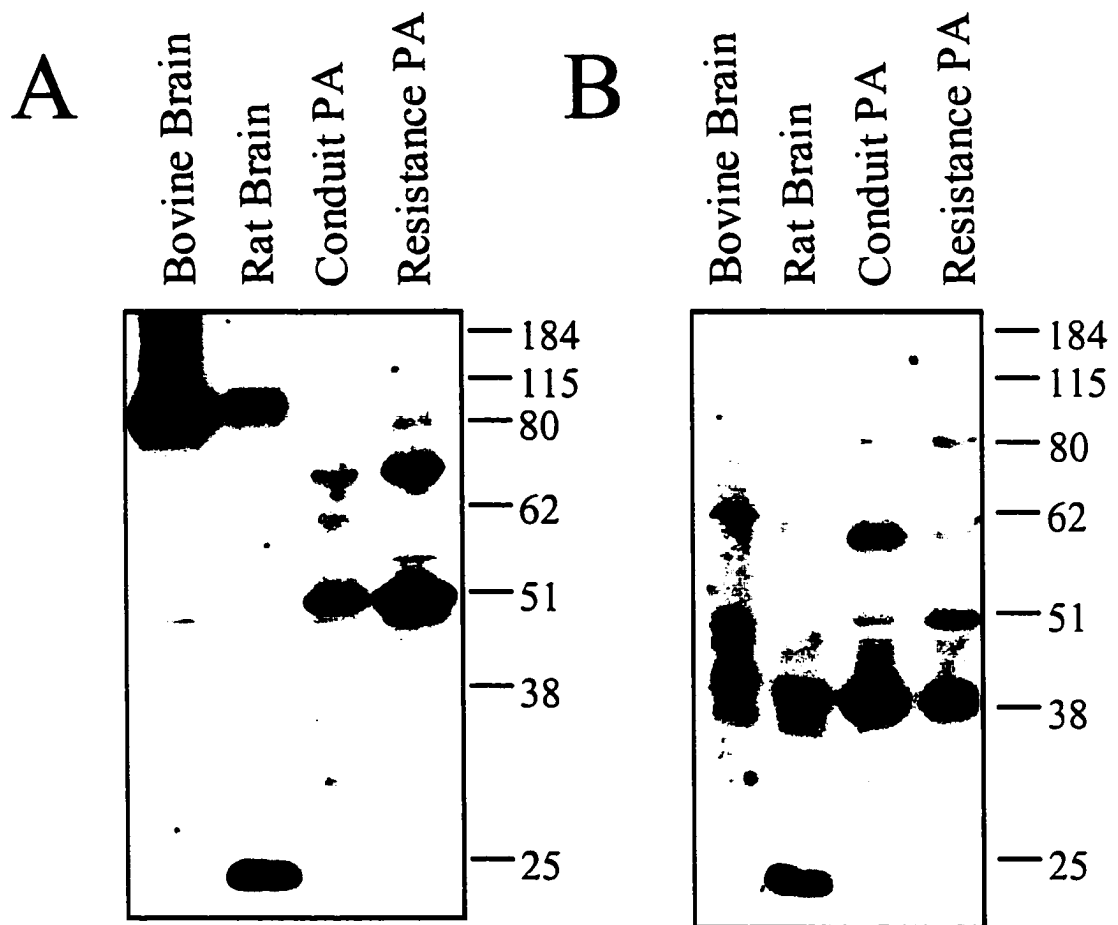 A
Bovine Brain
Rat Brain
Conduit PA
Resistance PA
184
115
80
62
51
38
25
B
Bovine Brain
Rat Brain
Conduit PA
Resistance PA
184
115
80
62
51
38
25